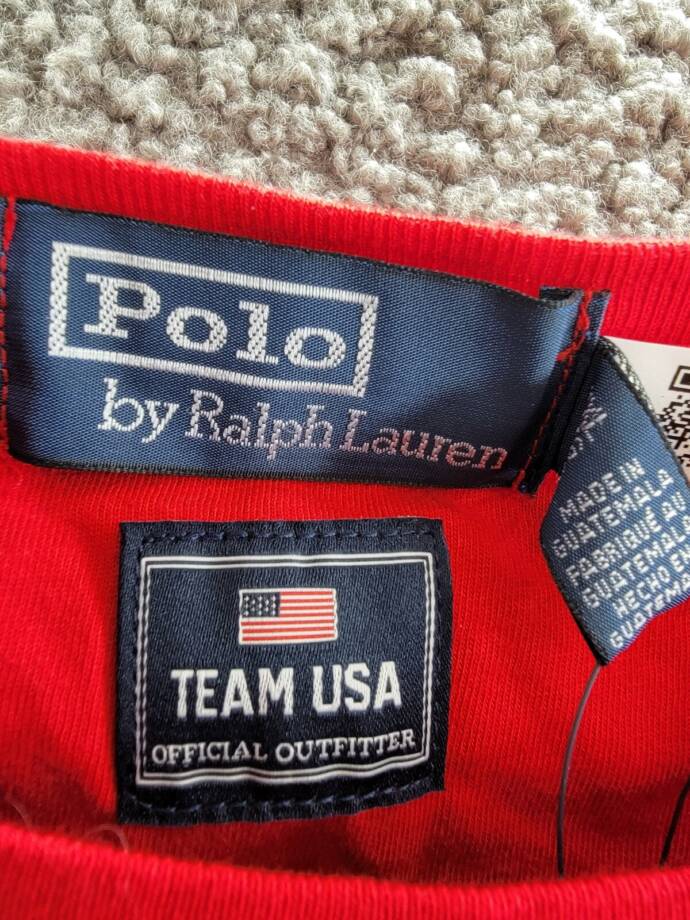 Polo
by Ralph Lauren
MADE IN
GUATEMALA
FABRIQUÉ AU
GUATEMALA
HECHO EN
GUATEMALA
TEAM USA
OFFICIAL OUTFITTER